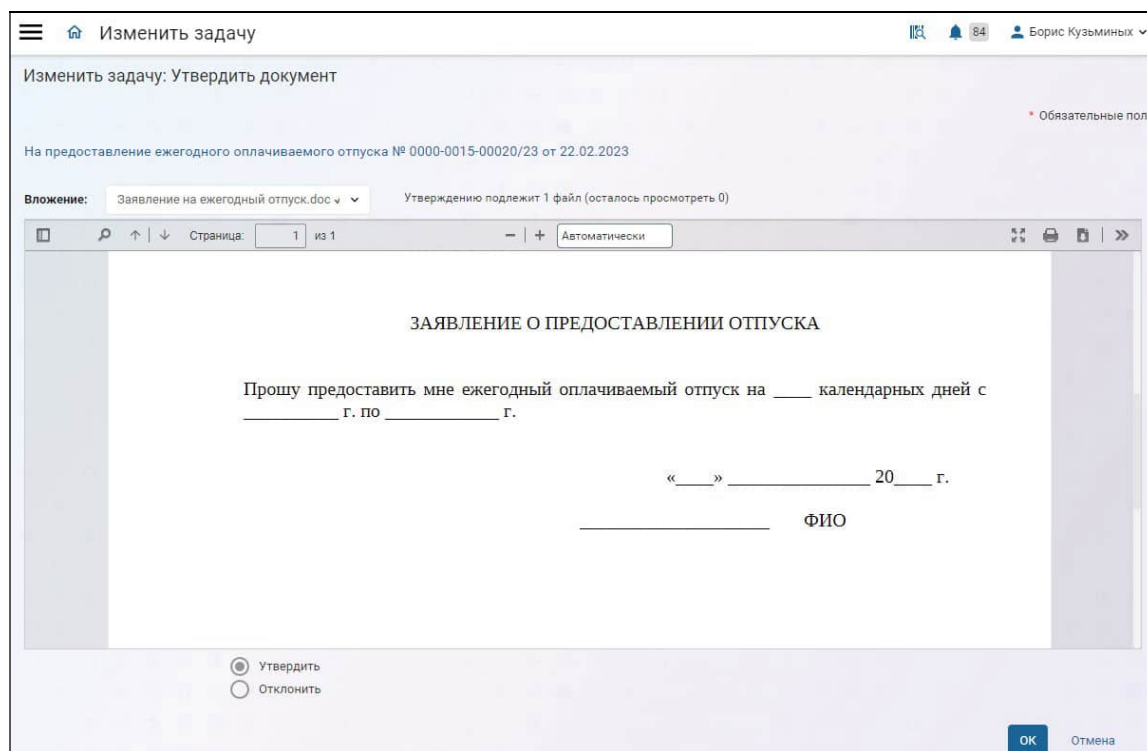 Изменить задачу
84
Борис Кузьминых
Изменить задачу: Утвердить документ
* Обязательные пол
На предоставление ежегодного оплачиваемого отпуска № 0000-0015-00020/23 от 22.02.2023
Вложение: Заявление на ежегодный отпуск.doc Утверждению подлежит 1 файл (осталось просмотреть 0)
Страница: 1 из 1 Автоматически
ЗАЯВЛЕНИЕ О ПРЕДОСТАВЛЕНИИ ОТПУСКА
Прошу предоставить мне ежегодный оплачиваемый отпуск на ____ календарных дней с
__________ г. по ____________ г.
«____» _______________ 20____ г.
____________________ ФИО
Утвердить
Отклонить
ОК Отмена